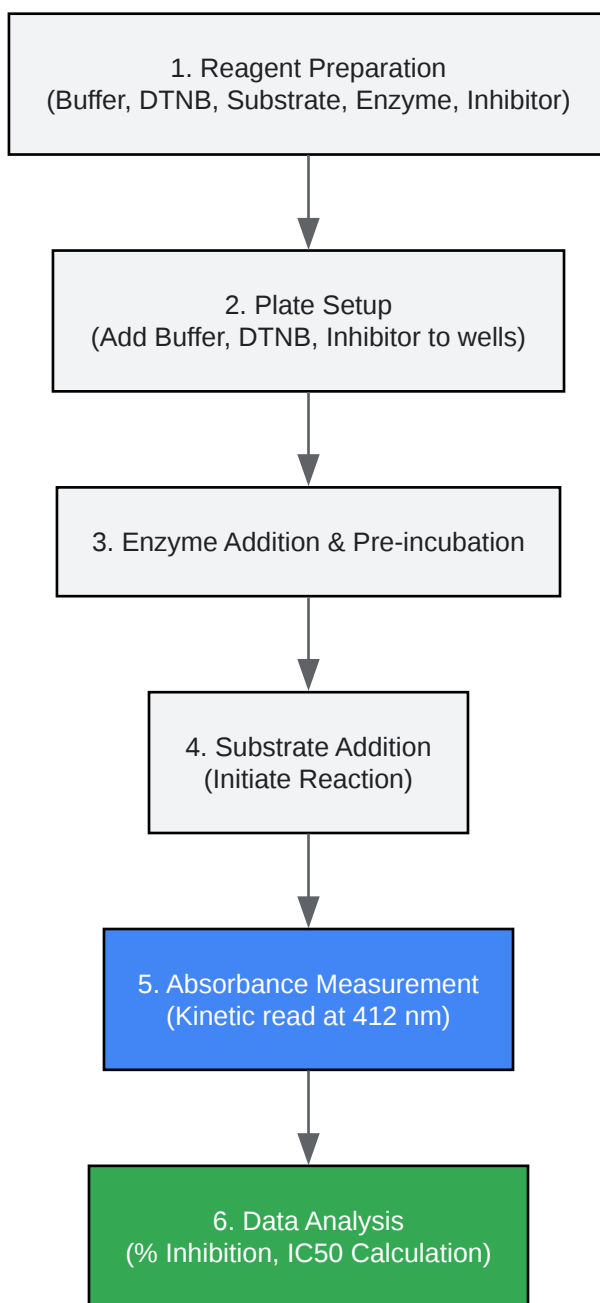 1. Reagent Preparation
(Buffer, DTNB, Substrate, Enzyme, Inhibitor)
2. Plate Setup
(Add Buffer, DTNB, Inhibitor to wells)
3. Enzyme Addition & Pre-incubation
4. Substrate Addition
(Initiate Reaction)
5. Absorbance Measurement
(Kinetic read at 412 nm)
6. Data Analysis
(% Inhibition, IC50 Calculation)